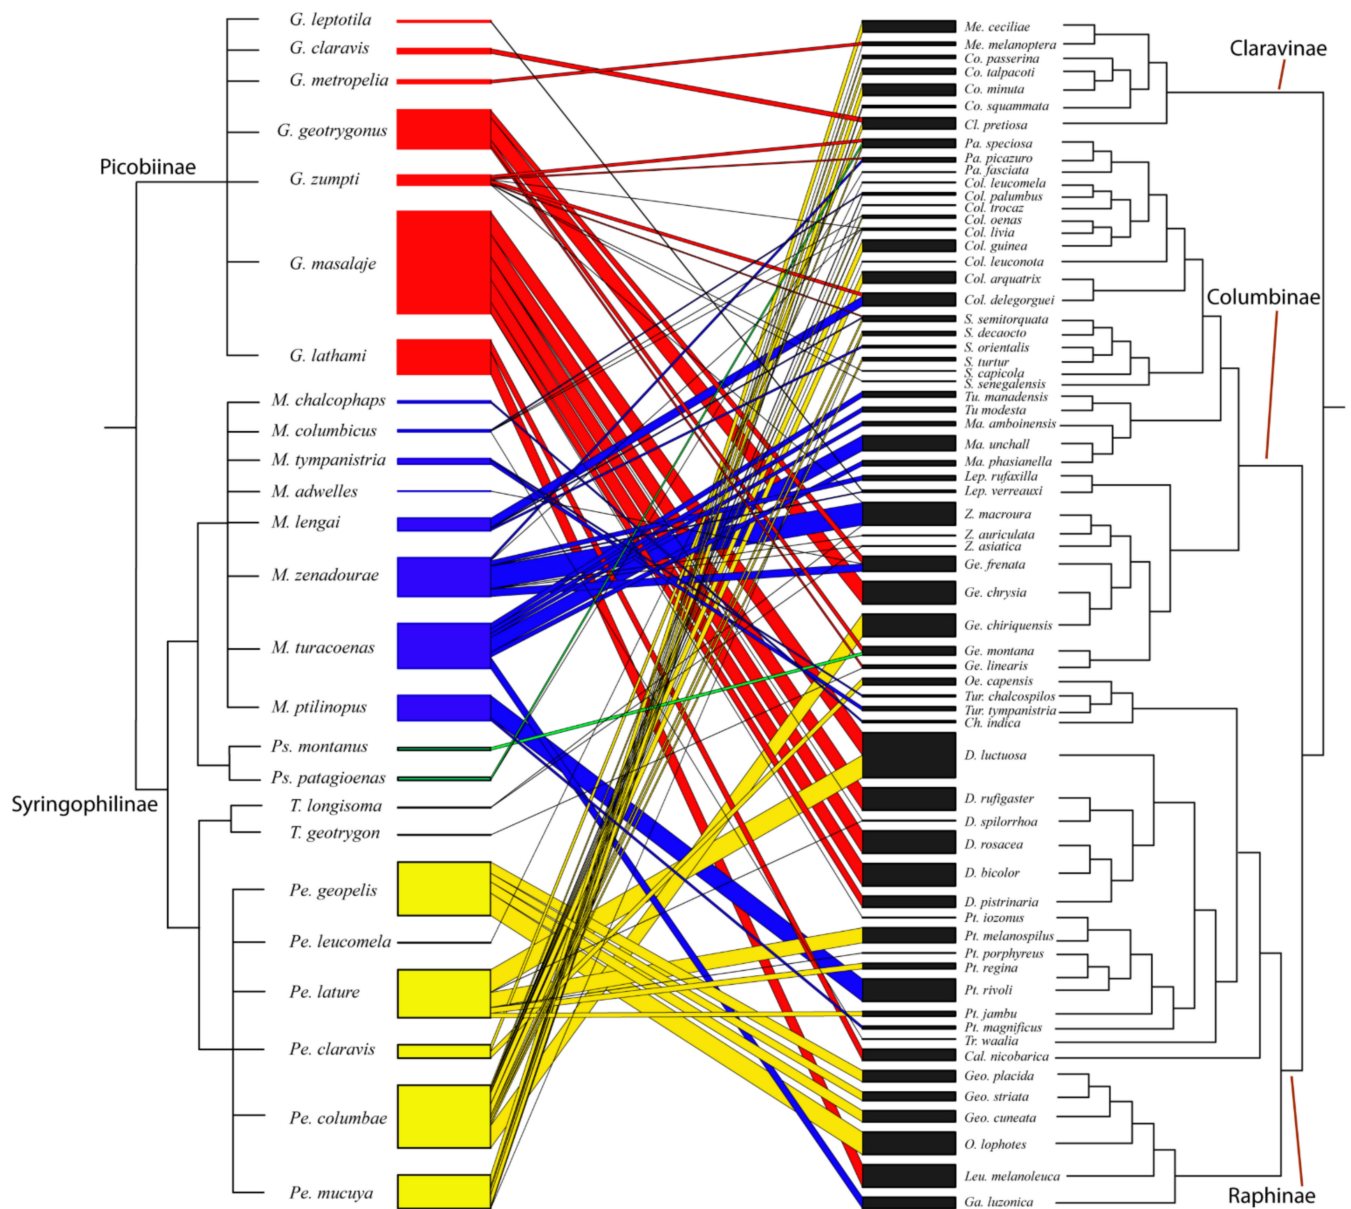 Picobiinae
Syringophilinae
G. leptotila
G. claravis
G. metropelia
G. geotrygonus
G. zumpti
G. masalaje
G. lathami
M. chalcophaps
M. columbicus
M. tympanistria
M. adwelles
M. lengai
M. zenadourae
M. turacoenas
M. ptilinopus
Ps. montanus
Ps. patagioenas
T. longisoma
T. geotrygon
Pe. geopelis
Pe. leucomela
Pe. lature
Pe. claravis
Pe. columbae
Pe. mucuya
Me. ceciliae
Me. melanoptera
Co. passerina
Co. talpacoti
Co. minuta
Co. squammata
Cl. pretiosa
Pa. speciosa
Pa. picazuro
Pa. fasciata
Col. leucomela
Col. palumbus
Col. trocaz
Col. oenas
Col. livia
Col. guinea
Col. leuconota
Col. arquatrix
Col. delegorguei
S. semitorquata
S. decaocto
S. orientalis
S. turtur
S. capicola
S. senegalensis
Tu. manadensis
Tu modesta
Ma. amboinensis
Ma. unchall
Ma. phasianella
Lep. rufaxilla
Lep. verreauxi
Z. macroura
Z. auriculata
Z. asiatica
Ge. frenata
Ge. chrysia
Ge. chiriquensis
Ge. montana
Ge. linearis
Oe. capensis
Tur. chalcospilos
Tur. tympanistria
Ch. indica
D. luctuosa
D. rufigaster
D. spilorrhoa
D. rosacea
D. bicolor
D. pistrinaria
Pt. iozonus
Pt. melanospilus
Pt. porphyreus
Pt. regina
Pt. rivoli
Pt. jambu
Pt. magnificus
Tr. waalia
Cal. nicobarica
Geo. placida
Geo. striata
Geo. cuneata
O. lophotes
Leu. melanoleuca
Ga. luzonica
Claravinae
Columbinae
Raphinae